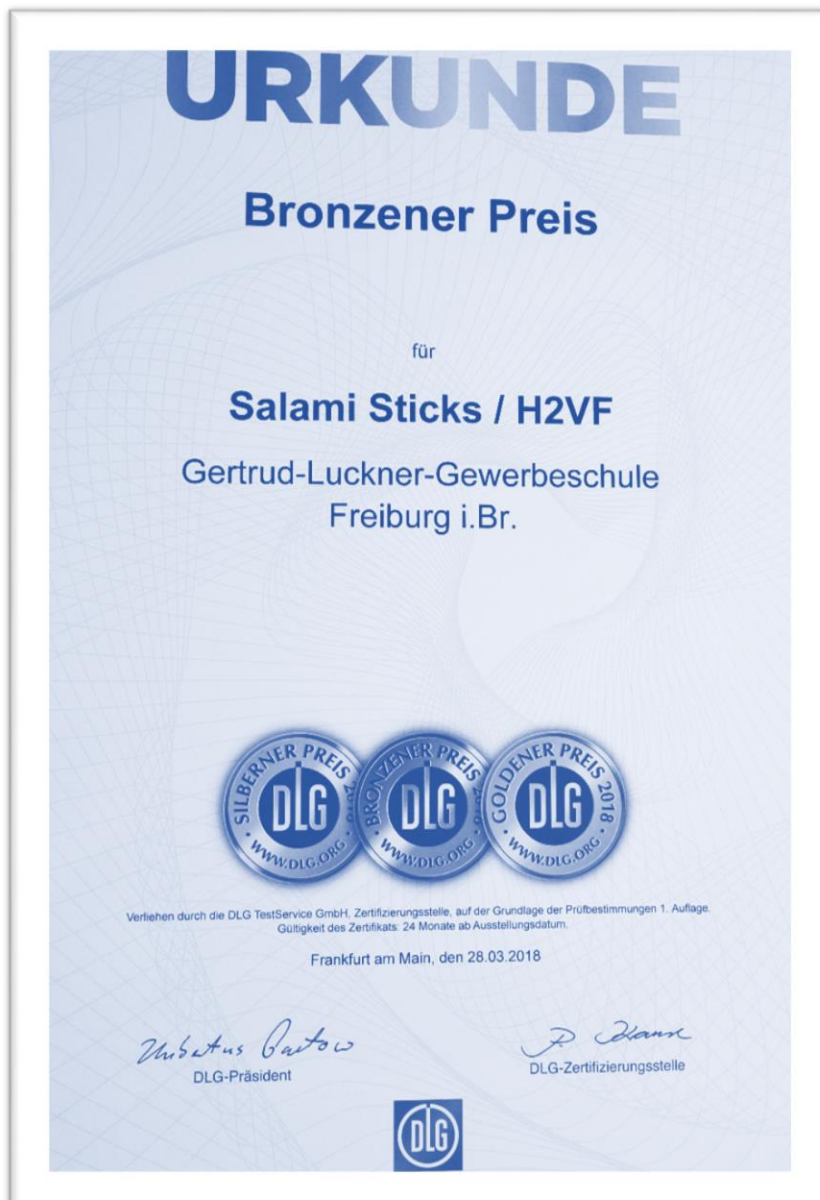 URKUNDE
Bronzener Preis
für
Salami Sticks / H2VF
Gertrud-Luckner-Gewerbeschule
Freiburg i.Br.
SILBERNER PREIS
DLG
WWW.DLG.ORG
BRONZENER PREIS
DLG
WWW.DLG.ORG
GOLDENER PREIS 2018
DLG
WWW.DLG.ORG
Verliehen durch die DLG TestService GmbH, Zertifizierungsstelle, auf der Grundlage der Prüfbestimmungen 1. Auflage.
Gültigkeit des Zertifikats: 24 Monate ab Ausstellungsdatum.
Frankfurt am Main, den 28.03.2018
DLG-Präsident
DLG-Zertifizierungsstelle
DLG